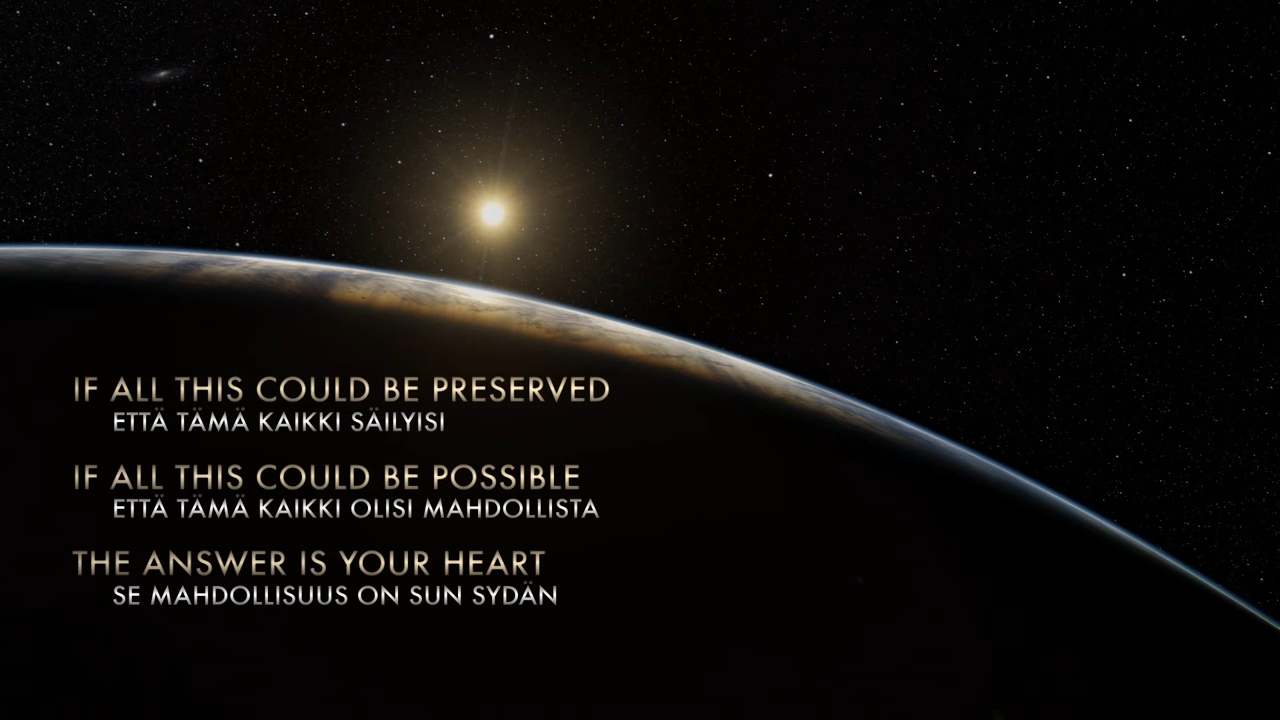 IF ALL THIS COULD BE PRESERVED
ETTÄ TÄMÄ KAIKKI SÄILYISI
IF ALL THIS COULD BE POSSIBLE
ETTÄ TÄMÄ KAIKKI OLISI MAHDOLLISTA
THE ANSWER IS YOUR HEART
SE MAHDOLLISUUS ON SUN SYDÄN